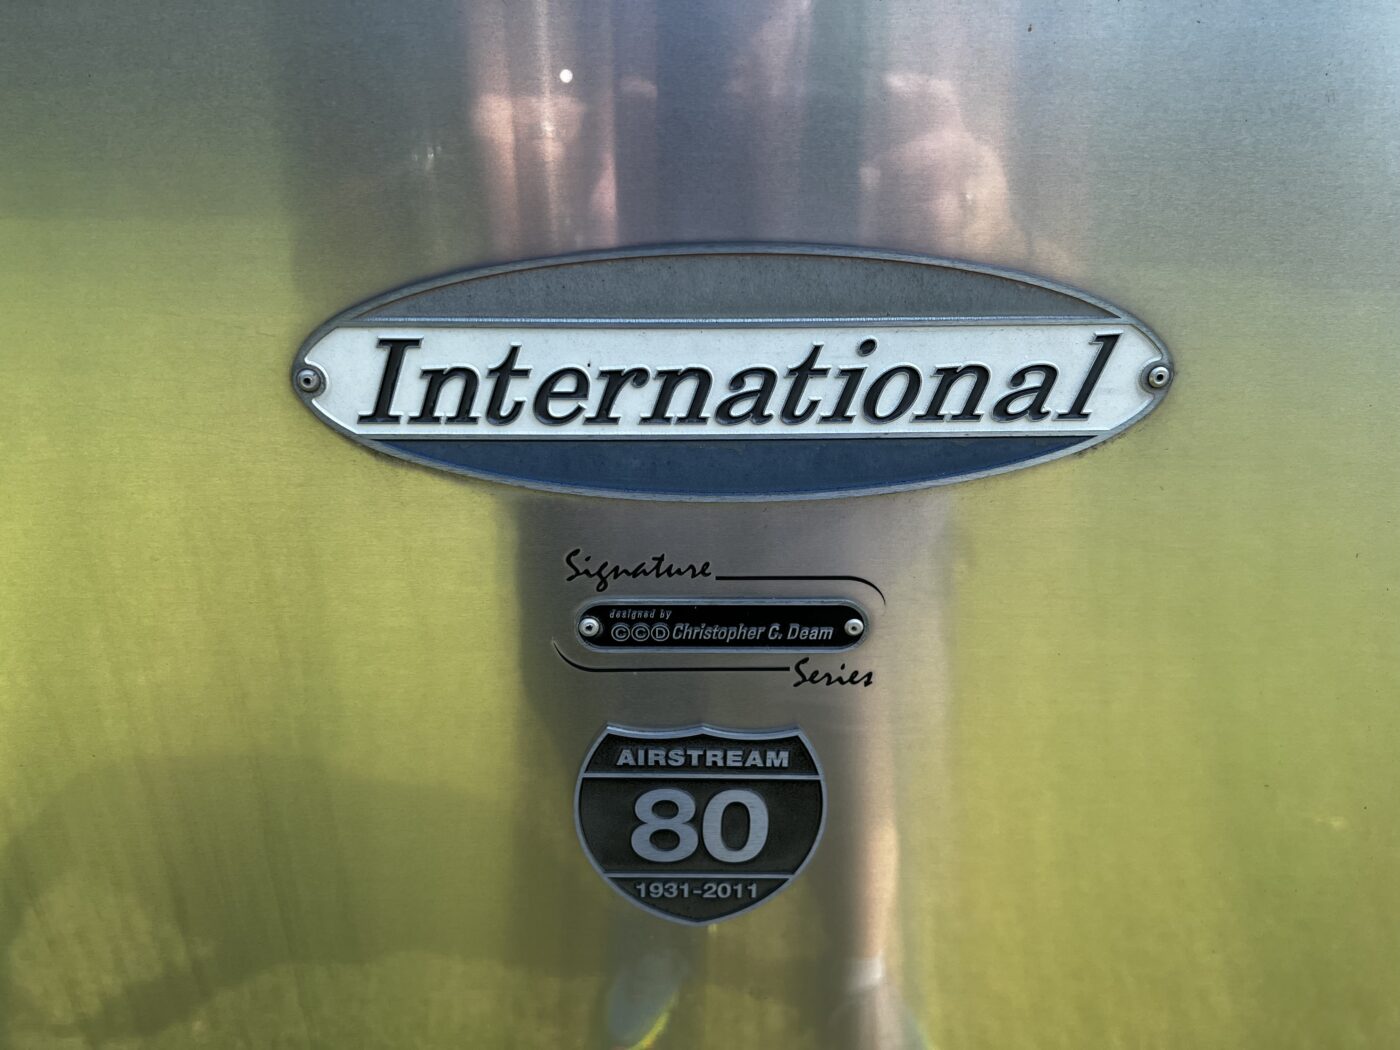 International
Signature
designed by
CCD Christopher C. Deam
Series
AIRSTREAM
80
1931-2011